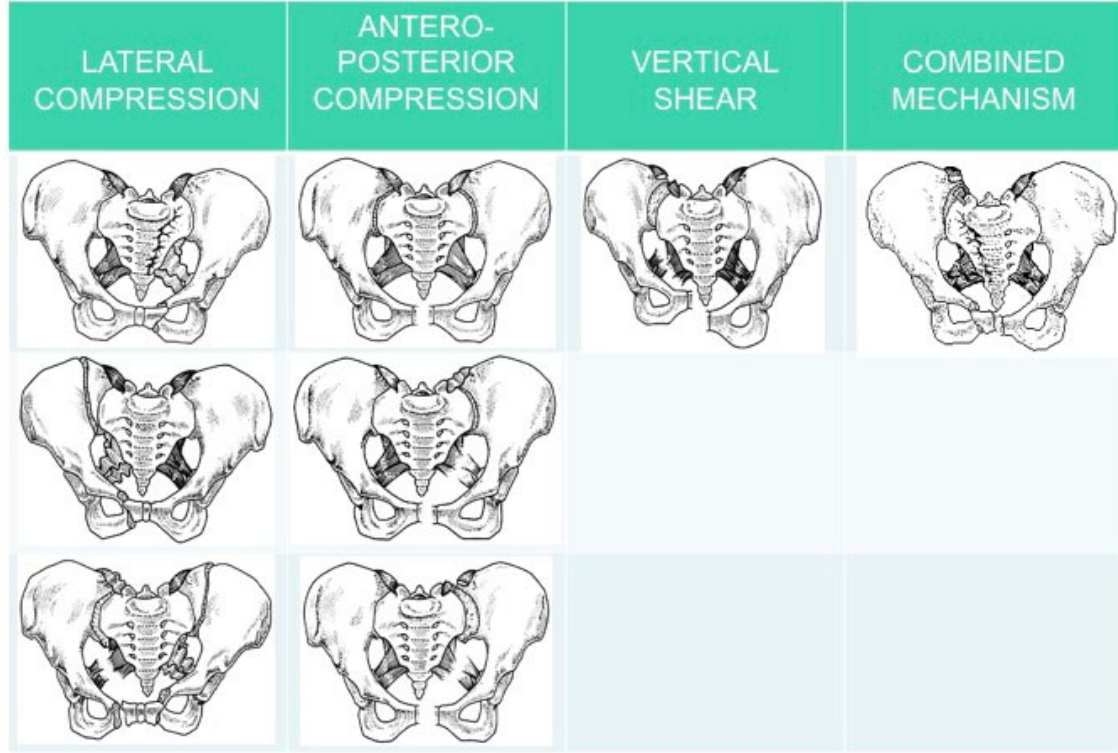 LATERAL
COMPRESSION
ANTERO-
POSTERIOR
COMPRESSION
VERTICAL
SHEAR
COMBINED
MECHANISM